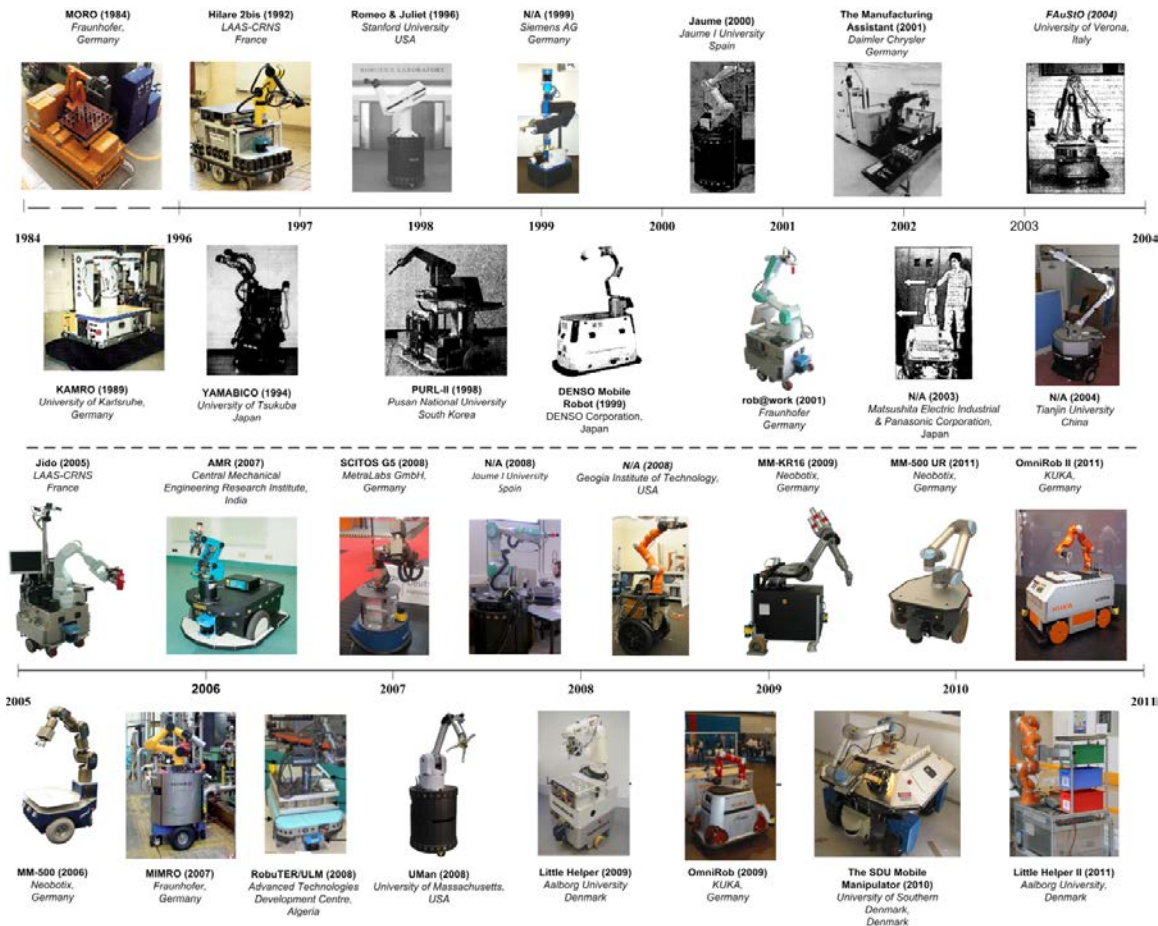 MORO (1984)
Fraunhofer,
Germany
Hilare 2bis (1992)
LAAS-CRNS
France
Romeo & Juliet (1996)
Stanford University
USA
N/A (1999)
Siemens AG
Germany
Jaume (2000)
Jaume I University
Spain
The Manufacturing
Assistant (2001)
Daimler Chrysler
Germany
FAuStO (2004)
University of Verona,
Italy
ROBOTICS LABORATORY
1984
1996
1997
1998
1999
2000
2001
2002
2003
2004
KAMRO (1989)
University of Karlsruhe,
Germany
YAMABICO (1994)
University of Tsukuba
Japan
PURL-II (1998)
Pusan National University
South Korea
DENSO Mobile
Robot (1999)
DENSO Corporation,
Japan
rob@work (2001)
Fraunhofer
Germany
N/A (2003)
Matsushita Electric Industrial
& Panasonic Corporation,
Japan
N/A (2004)
Tianjin University
China
Jido (2005)
LAAS-CRNS
France
AMR (2007)
Central Mechanical
Engineering Research Institute,
India
SCITOS G5 (2008)
MetraLabs GmbH,
Germany
N/A (2008)
Jaume I University
Spain
N/A (2008)
Geogia Institute of Technology,
USA
MM-KR16 (2009)
Neobotix,
Germany
MM-500 UR (2011)
Neobotix,
Germany
OmniRob II (2011)
KUKA,
Germany
KUKA
2005
2006
2007
2008
2009
2010
2011
MM-500 (2006)
Neobotix,
Germany
MIMRO (2007)
Fraunhofer,
Germany
RobuTER/ULM (2008)
Advanced Technologies
Development Centre,
Algeria
UMan (2008)
University of Massachusetts,
USA
Little Helper (2009)
Aalborg University
Denmark
KUKA
OmniRob (2009)
KUKA,
Germany
The SDU Mobile
Manipulator (2010)
University of Southern
Denmark,
Denmark
Little Helper II (2011)
Aalborg University,
Denmark